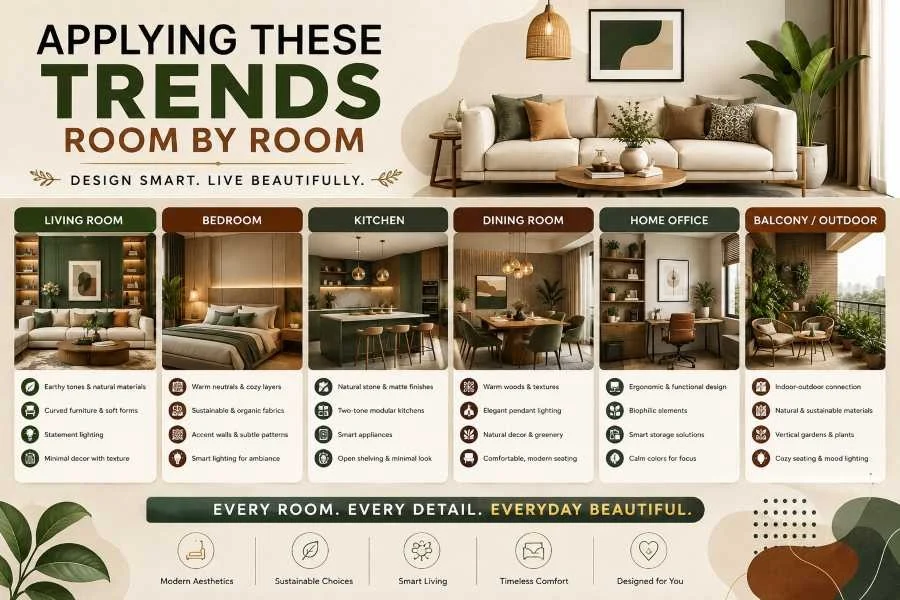 APPLYING THESE
TRENDS
ROOM BY ROOM
DESIGN SMART. LIVE BEAUTIFULLY.
LIVING ROOM
Earthy tones & natural materials
Curved furniture & soft forms
Statement lighting
Minimal decor with texture
BEDROOM
Warm neutrals & cozy layers
Sustainable & organic fabrics
Accent walls & subtle patterns
Smart lighting for ambiance
KITCHEN
Natural stone & matte finishes
Two-tone modular kitchens
Smart appliances
Open shelving & minimal look
DINING ROOM
Warm woods & textures
Elegant pendant lighting
Natural decor & greenery
Comfortable, modern seating
HOME OFFICE
Ergonomic & functional design
Biophilic elements
Smart storage solutions
Calm colors for focus
BALCONY / OUTDOOR
Indoor-outdoor connection
Natural & sustainable materials
Vertical gardens & plants
Cozy seating & mood lighting
EVERY ROOM. EVERY DETAIL. EVERYDAY BEAUTIFUL.
Modern Aesthetics
Sustainable Choices
Smart Living
Timeless Comfort
Designed for You